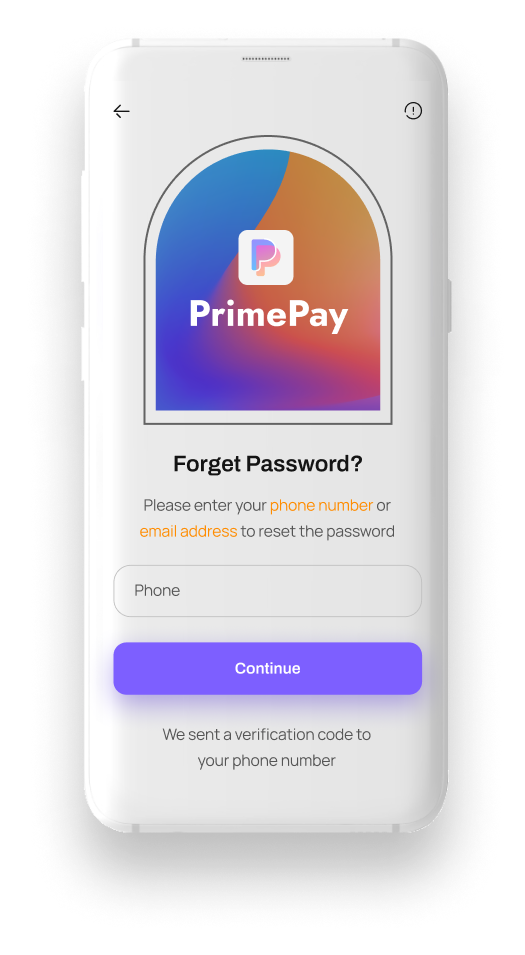 PrimePay
Forget Password?
Please enter your phone number or
email address to reset the password
Phone
Continue
We sent a verification code to
your phone number